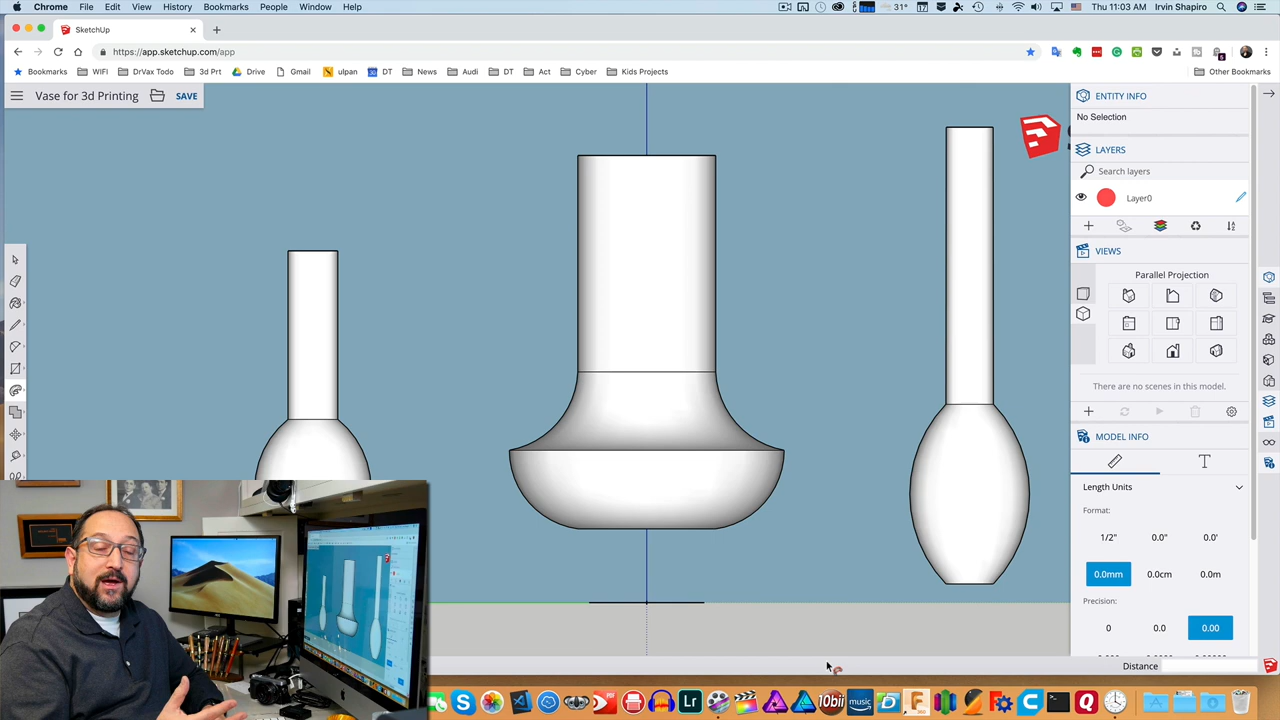 Chrome File Edit View History Bookmarks People Window Help 31° Thu 11:03 AM Irvin Shapiro
SketchUp
https://app.sketchup.com/app
Bookmarks WIFI DrVax Todo 3d Prt Drive Gmail ulpan DT News Audi DT Act Cyber Kids Projects Other Bookmarks
Vase for 3d Printing SAVE
ENTITY INFO
No Selection
LAYERS
Search layers
Layer0
VIEWS
Parallel Projection
There are no scenes in this model.
MODEL INFO
Length Units
Format:
1/2" 0.0" 0.0'
0.0mm 0.0cm 0.0m
Precision:
0 0.0 0.00
Distance
Lr 10bii music